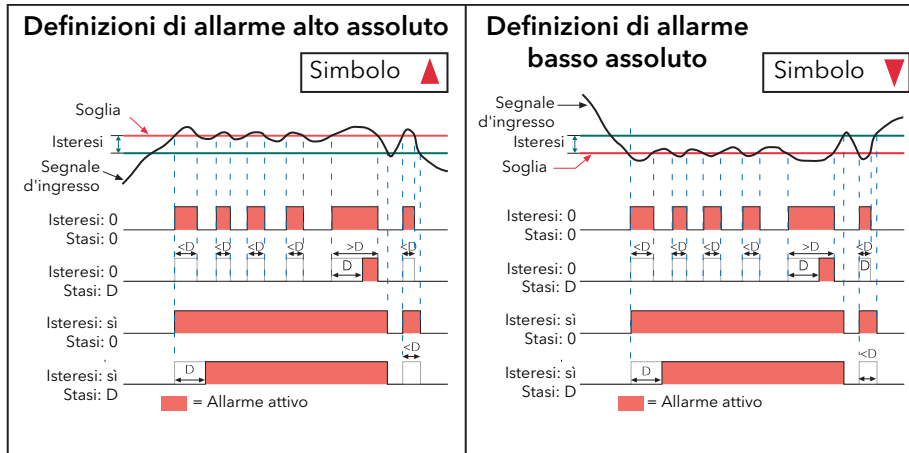 Definizioni di allarme alto assoluto
Simbolo
Soglia
Isteresi
Segnale
d'ingresso
Isteresi: 0
Stasi: 0
<D <D <D <D >D <D
D
Isteresi: 0
Stasi: D
Isteresi: sì
Stasi: 0
<D
D
Isteresi: sì
Stasi: D
= Allarme attivo
Definizioni di allarme
basso assoluto
Simbolo
Segnale
d'ingresso
Isteresi
Soglia
Isteresi: 0
Stasi: 0
<D <D <D <D >D <D
D D
Isteresi: 0
Stasi: D
Isteresi: sì
Stasi: 0
<D
D
Isteresi: sì
Stasi: D
= Allarme attivo